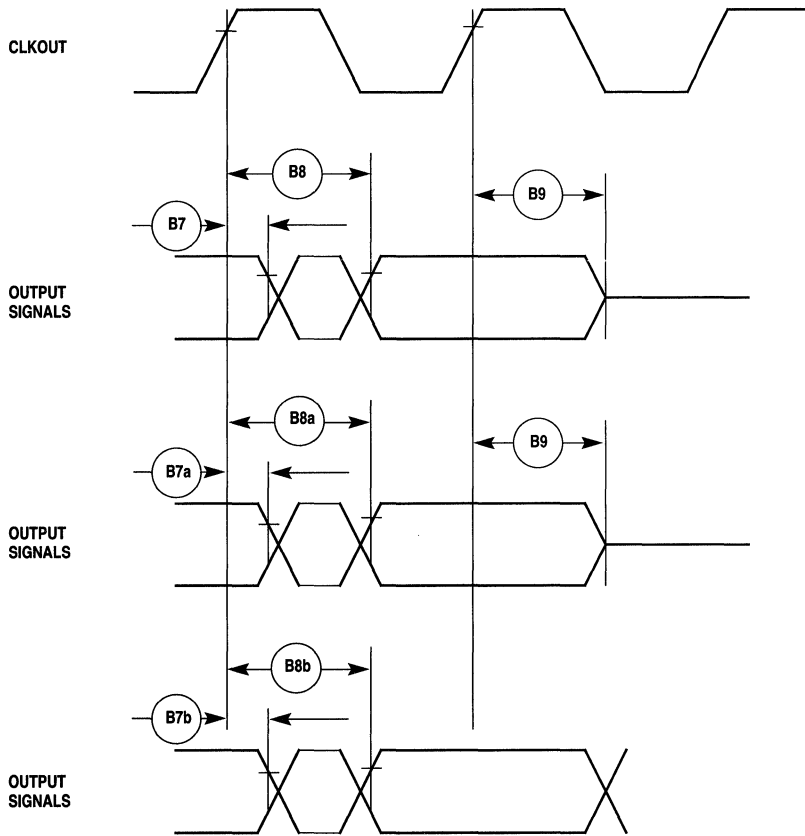 CLKOUT
B8
B9
B7
OUTPUT
SIGNALS
B8a
B9
B7a
OUTPUT
SIGNALS
B8b
B7b
OUTPUT
SIGNALS